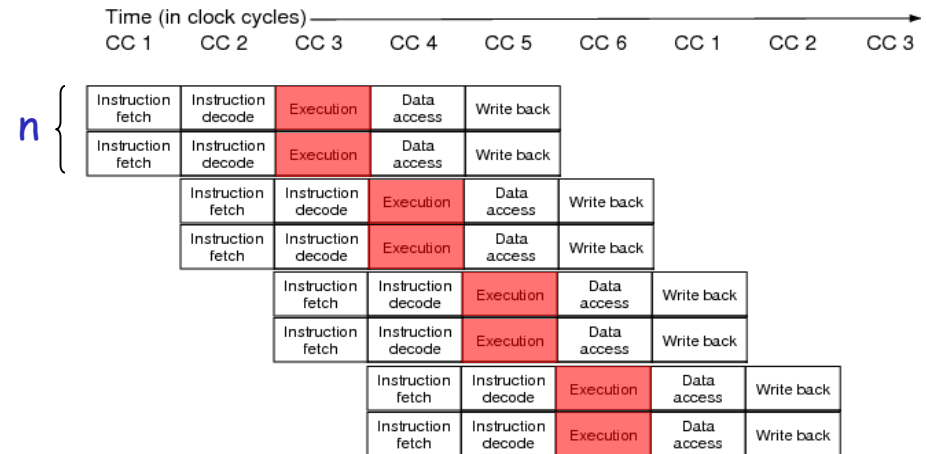 Time (in clock cycles)
CC 1 CC 2 CC 3 CC 4 CC 5 CC 6 CC 1 CC 2 CC 3
n
Instruction fetch Instruction decode Execution Data access Write back
Instruction fetch Instruction decode Execution Data access Write back
Instruction fetch Instruction decode Execution Data access Write back
Instruction fetch Instruction decode Execution Data access Write back
Instruction fetch Instruction decode Execution Data access Write back
Instruction fetch Instruction decode Execution Data access Write back
Instruction fetch Instruction decode Execution Data access Write back
Instruction fetch Instruction decode Execution Data access Write back